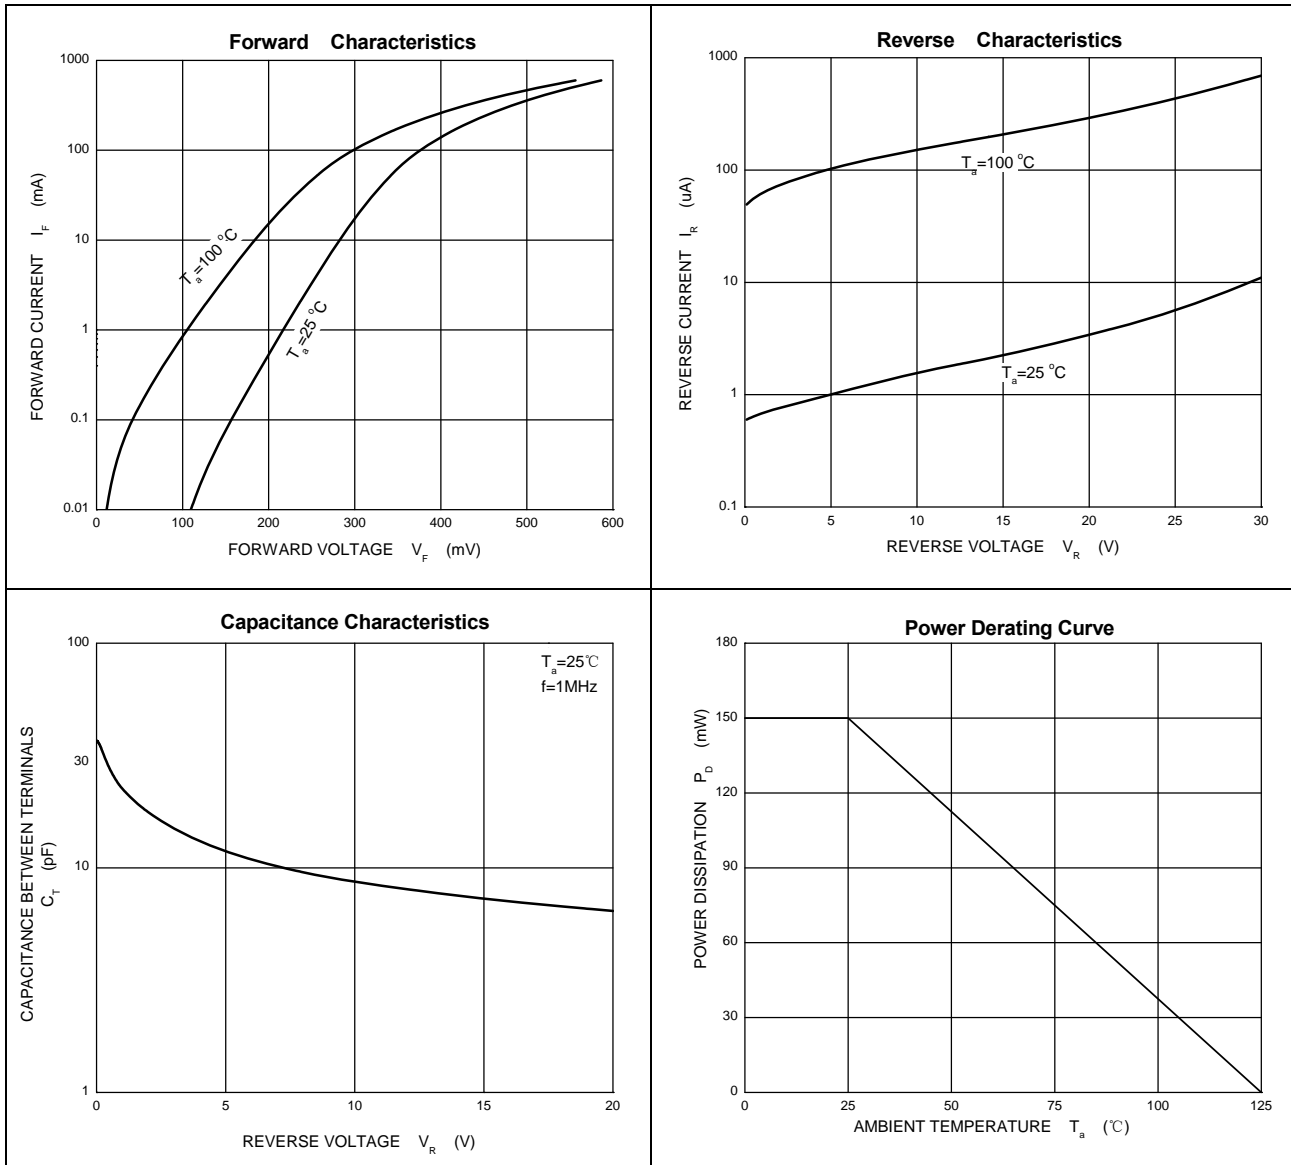 Forward Characteristics
1000
100
10
1
0.1
0.01
0
100
200
300
400
500
600
FORWARD CURRENT I_F (mA)
T_a=100 °C
T_a=25 °C
FORWARD VOLTAGE V_F (mV)
Reverse Characteristics
1000
100
10
1
0.1
0
5
10
15
20
25
30
REVERSE CURRENT I_R (uA)
T_a=100 °C
T_a=25 °C
REVERSE VOLTAGE V_R (V)
Capacitance Characteristics
100
30
10
1
0
5
10
15
20
T_a=25℃
f=1MHz
CAPACITANCE BETWEEN TERMINALS
C_T (pF)
REVERSE VOLTAGE V_R (V)
Power Derating Curve
180
150
120
90
60
30
0
0
25
50
75
100
125
POWER DISSIPATION P_D (mW)
AMBIENT TEMPERATURE T_a (℃)